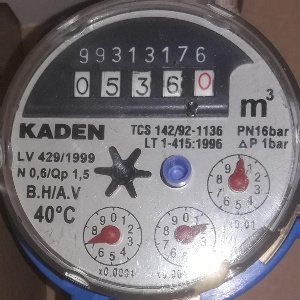 99313176
05360
m³
KADEN
TCS 142/92-1136 PN16bar
LT 1-415:1996 ΔP 1bar
LV 429/1999
N 0,6/Qp 1,5
B.H/A.V
40°C
x0.01
x0.0001
x0.001